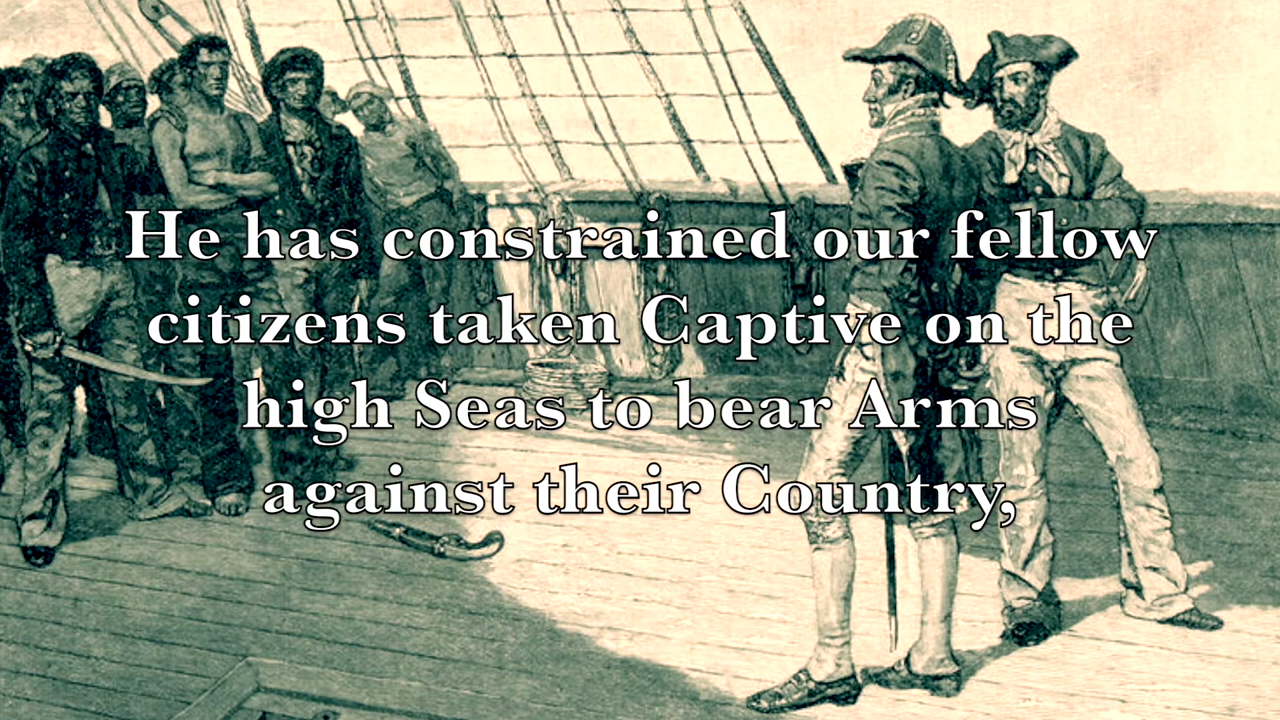 He has constrained our fellow
citizens taken Captive on the
high Seas to bear Arms
against their Country,